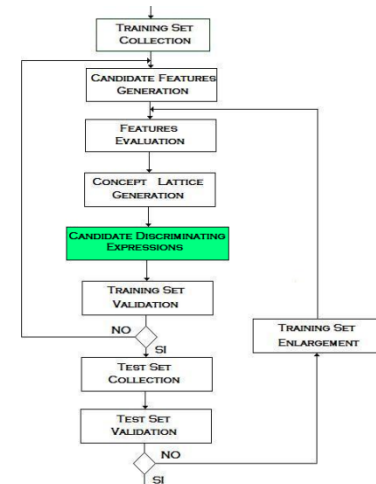 TRAINING SET
COLLECTION
CANDIDATE FEATURES
GENERATION
FEATURES
EVALUATION
CONCEPT LATTICE
GENERATION
CANDIDATE DISCRIMINATING
EXPRESSIONS
TRAINING SET
VALIDATION
NO
SI
TRAINING SET
ENLARGEMENT
TEST SET
COLLECTION
TEST SET
VALIDATION
NO
SI